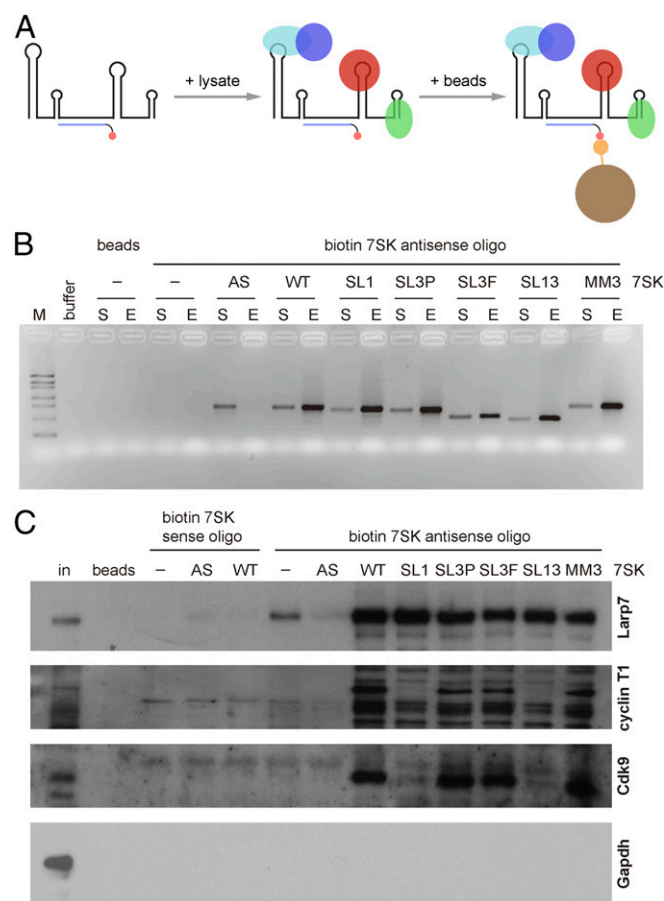 A
+ lysate
+ beads
B
beads
biotin 7SK antisense oligo
– – AS WT SL1 SL3P SL3F SL13 MM3 7SK
M buffer S E S E S E S E S E S E S E S E S E
C
biotin 7SK
sense oligo
biotin 7SK antisense oligo
in beads – AS WT – AS WT SL1 SL3P SL3F SL13 MM3 7SK
Larp7
cyclin T1
Cdk9
Gapdh